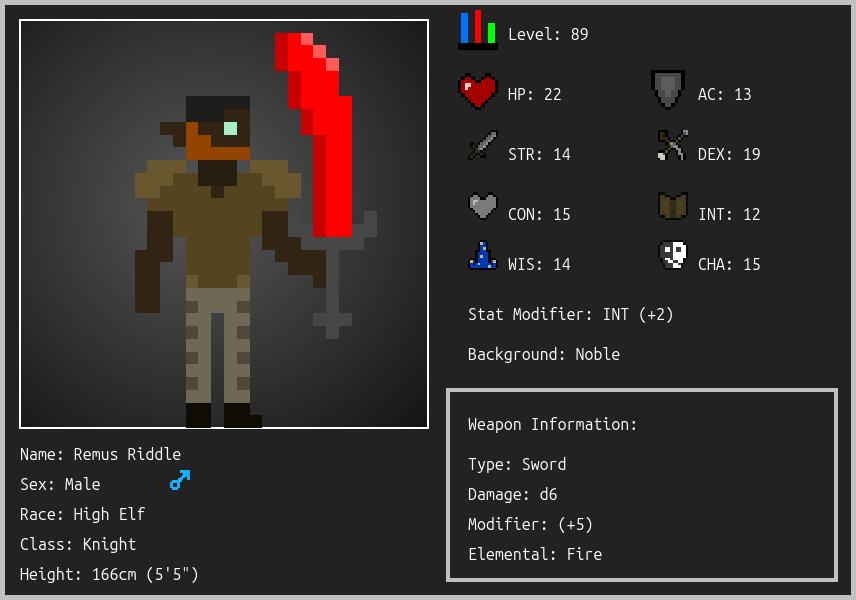 Level: 89
HP: 22
AC: 13
STR: 14
DEX: 19
CON: 15
INT: 12
WIS: 14
CHA: 15
Stat Modifier: INT (+2)
Background: Noble
Weapon Information:
Type: Sword
Damage: d6
Modifier: (+5)
Elemental: Fire
Name: Remus Riddle
Sex: Male
Race: High Elf
Class: Knight
Height: 166cm (5'5")